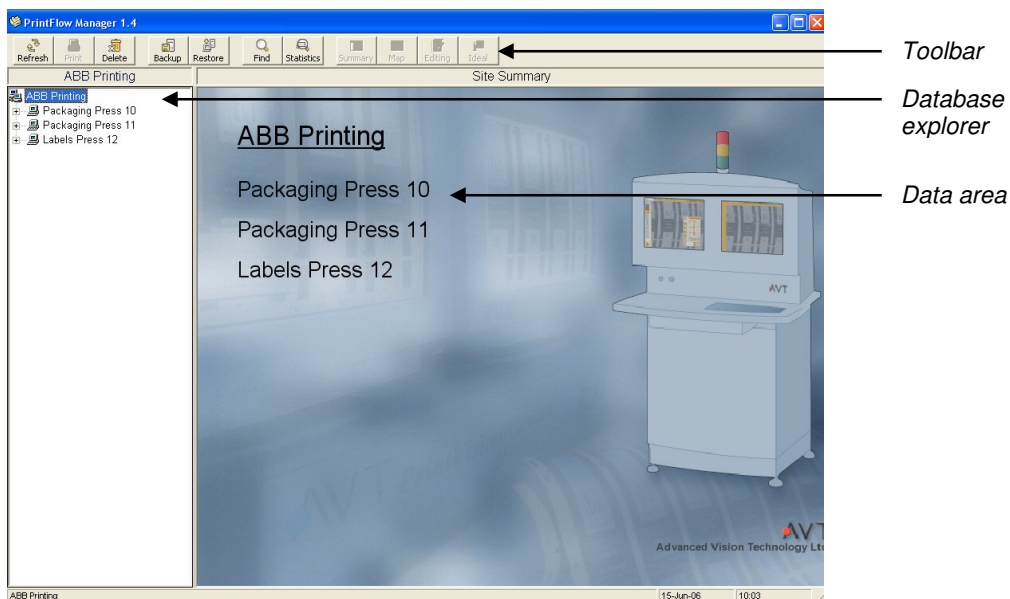 PrintFlow Manager 1.4
Refresh Print Delete Backup Restore Find Statistics Summary Map Editing Ideal
Toolbar
ABB Printing
Site Summary
ABB Printing
Packaging Press 10
Packaging Press 11
Labels Press 12
Database
explorer
ABB Printing
Packaging Press 10
Data area
Packaging Press 11
Labels Press 12
AVT
AVT PrintFlow
AVT
Advanced Vision Technology Ltd
ABB Printing
15-Jun-06
10:03